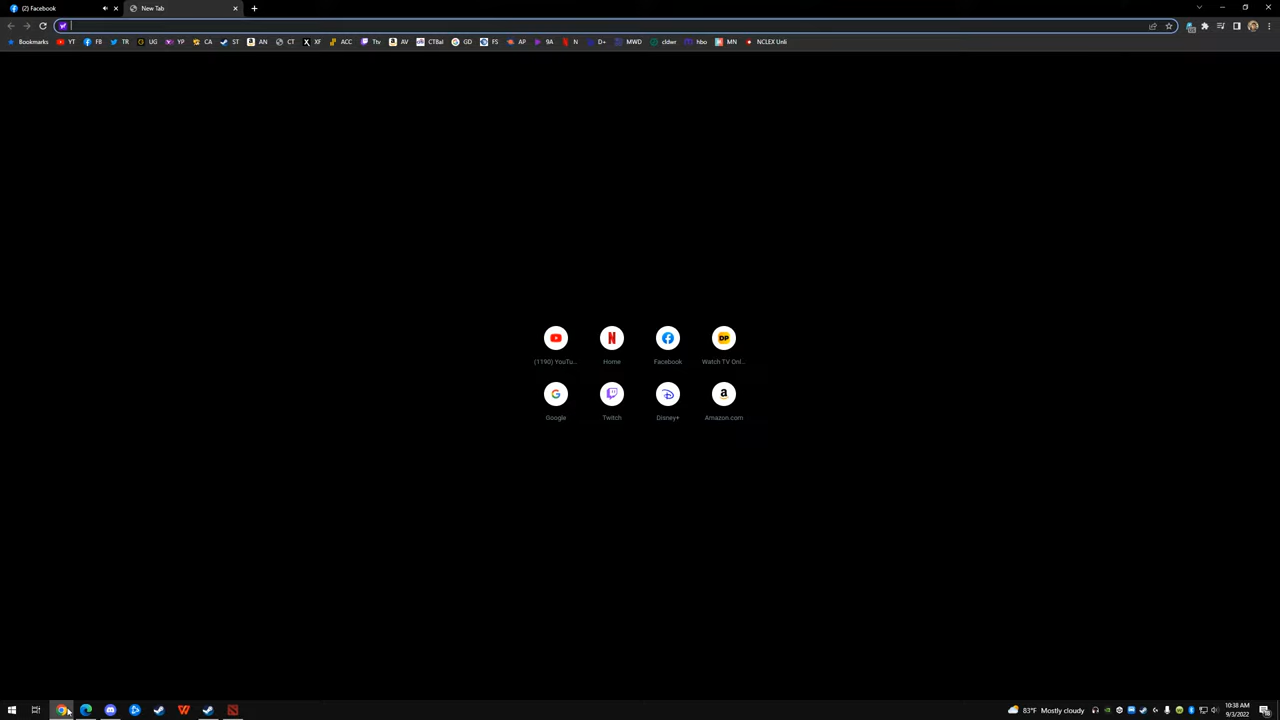 (2) Facebook
New Tab
Bookmarks YT FB TR UG YP CA ST AN CT XF ACC Ttv AV CTBal GD FS AP 9A N D+ MWD cldwr hbo MN NCLEX Unli
(1190) YouTu... Home Facebook Watch TV Onl...
Google Twitch Disney+ Amazon.com
83°F Mostly cloudy
10:38 AM
9/3/2022